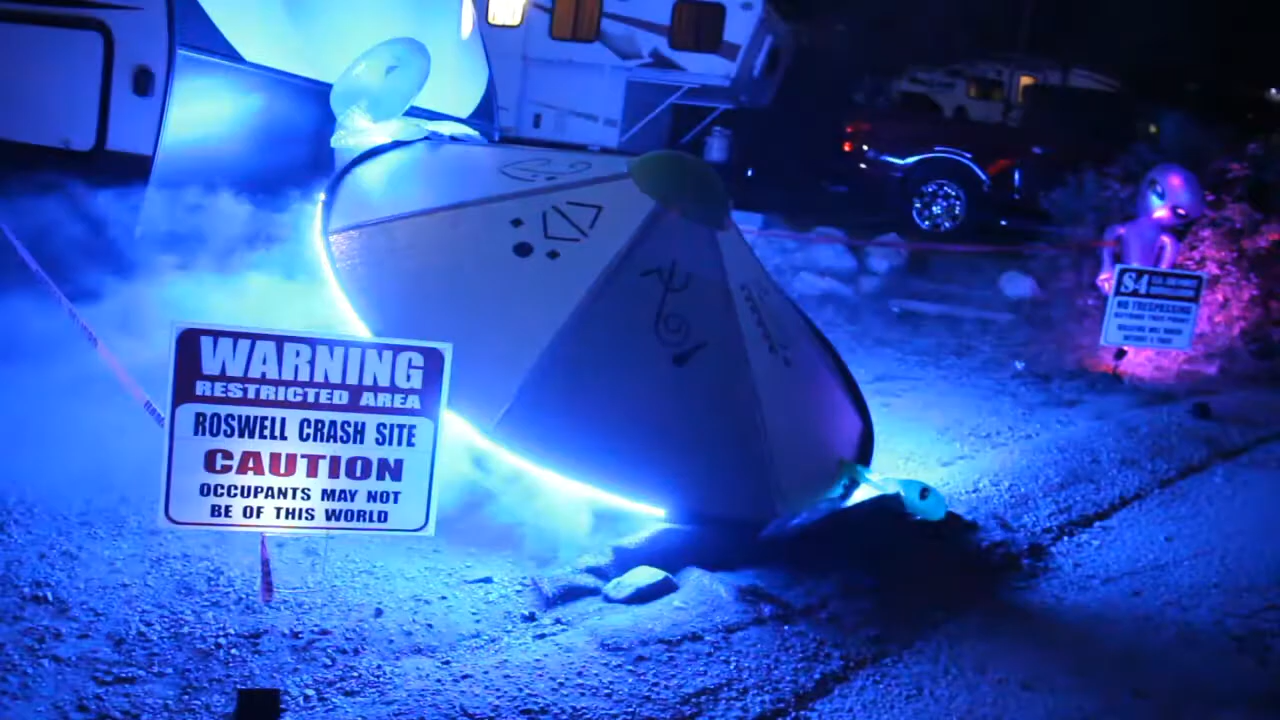 WARNING
RESTRICTED AREA
ROSWELL CRASH SITE
CAUTION
OCCUPANTS MAY NOT
BE OF THIS WORLD
S4
NO TRESPASSING